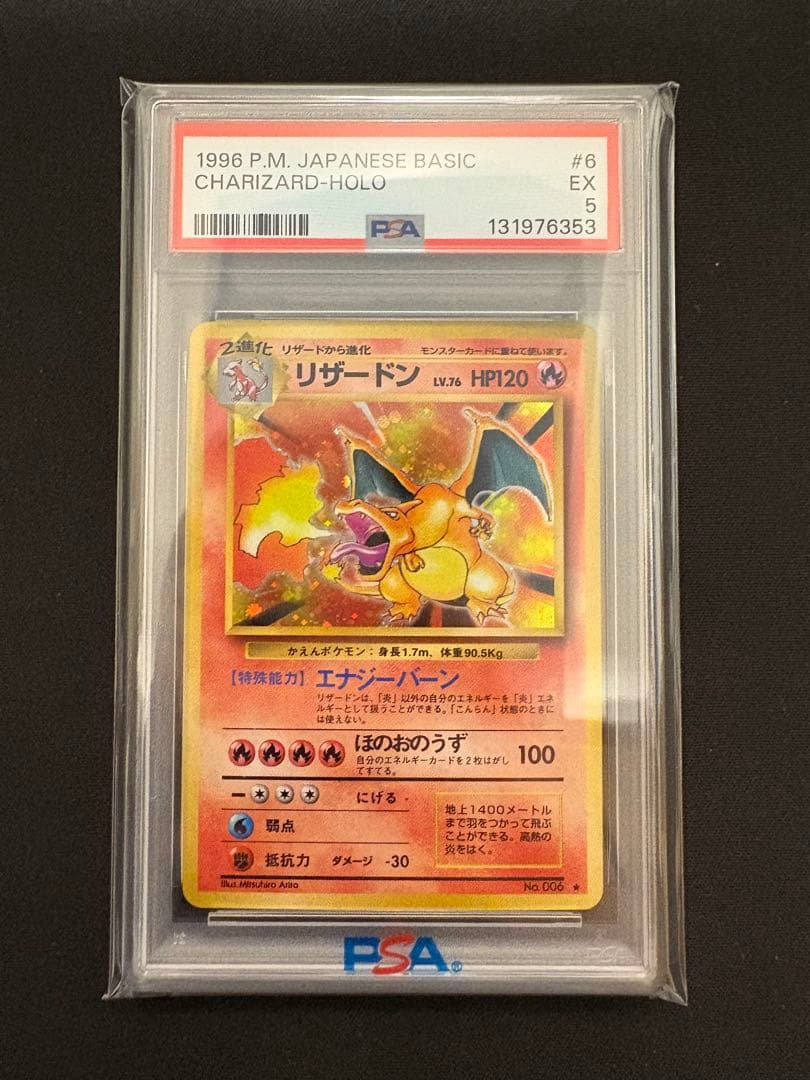 1996 P.M. JAPANESE BASIC #6
CHARIZARD-HOLO EX
5
PSA 131976353
2進化 リザードから進化 モンスターカードに重ねて使います。
リザードン LV.76 HP120
かえんポケモン:身長1.7m、体重90.5Kg
【特殊能力】エナジーバーン
リザードンは、「炎」以外の自分のエネルギーを「炎」エネ
ルギーとして扱うことができる。「こんらん」状態のときに
は使えない。
ほのおのうず 100
自分のエネルギーカードを2枚はがし
てすてる。
にげる
弱点
抵抗力 ダメージ -30
地上1400メートル
まで羽をつかって飛ぶ
ことができる。高熱の
炎をはく。
Illus. Mitsuhiro Arita No. 006 ★
PSA®
PSA